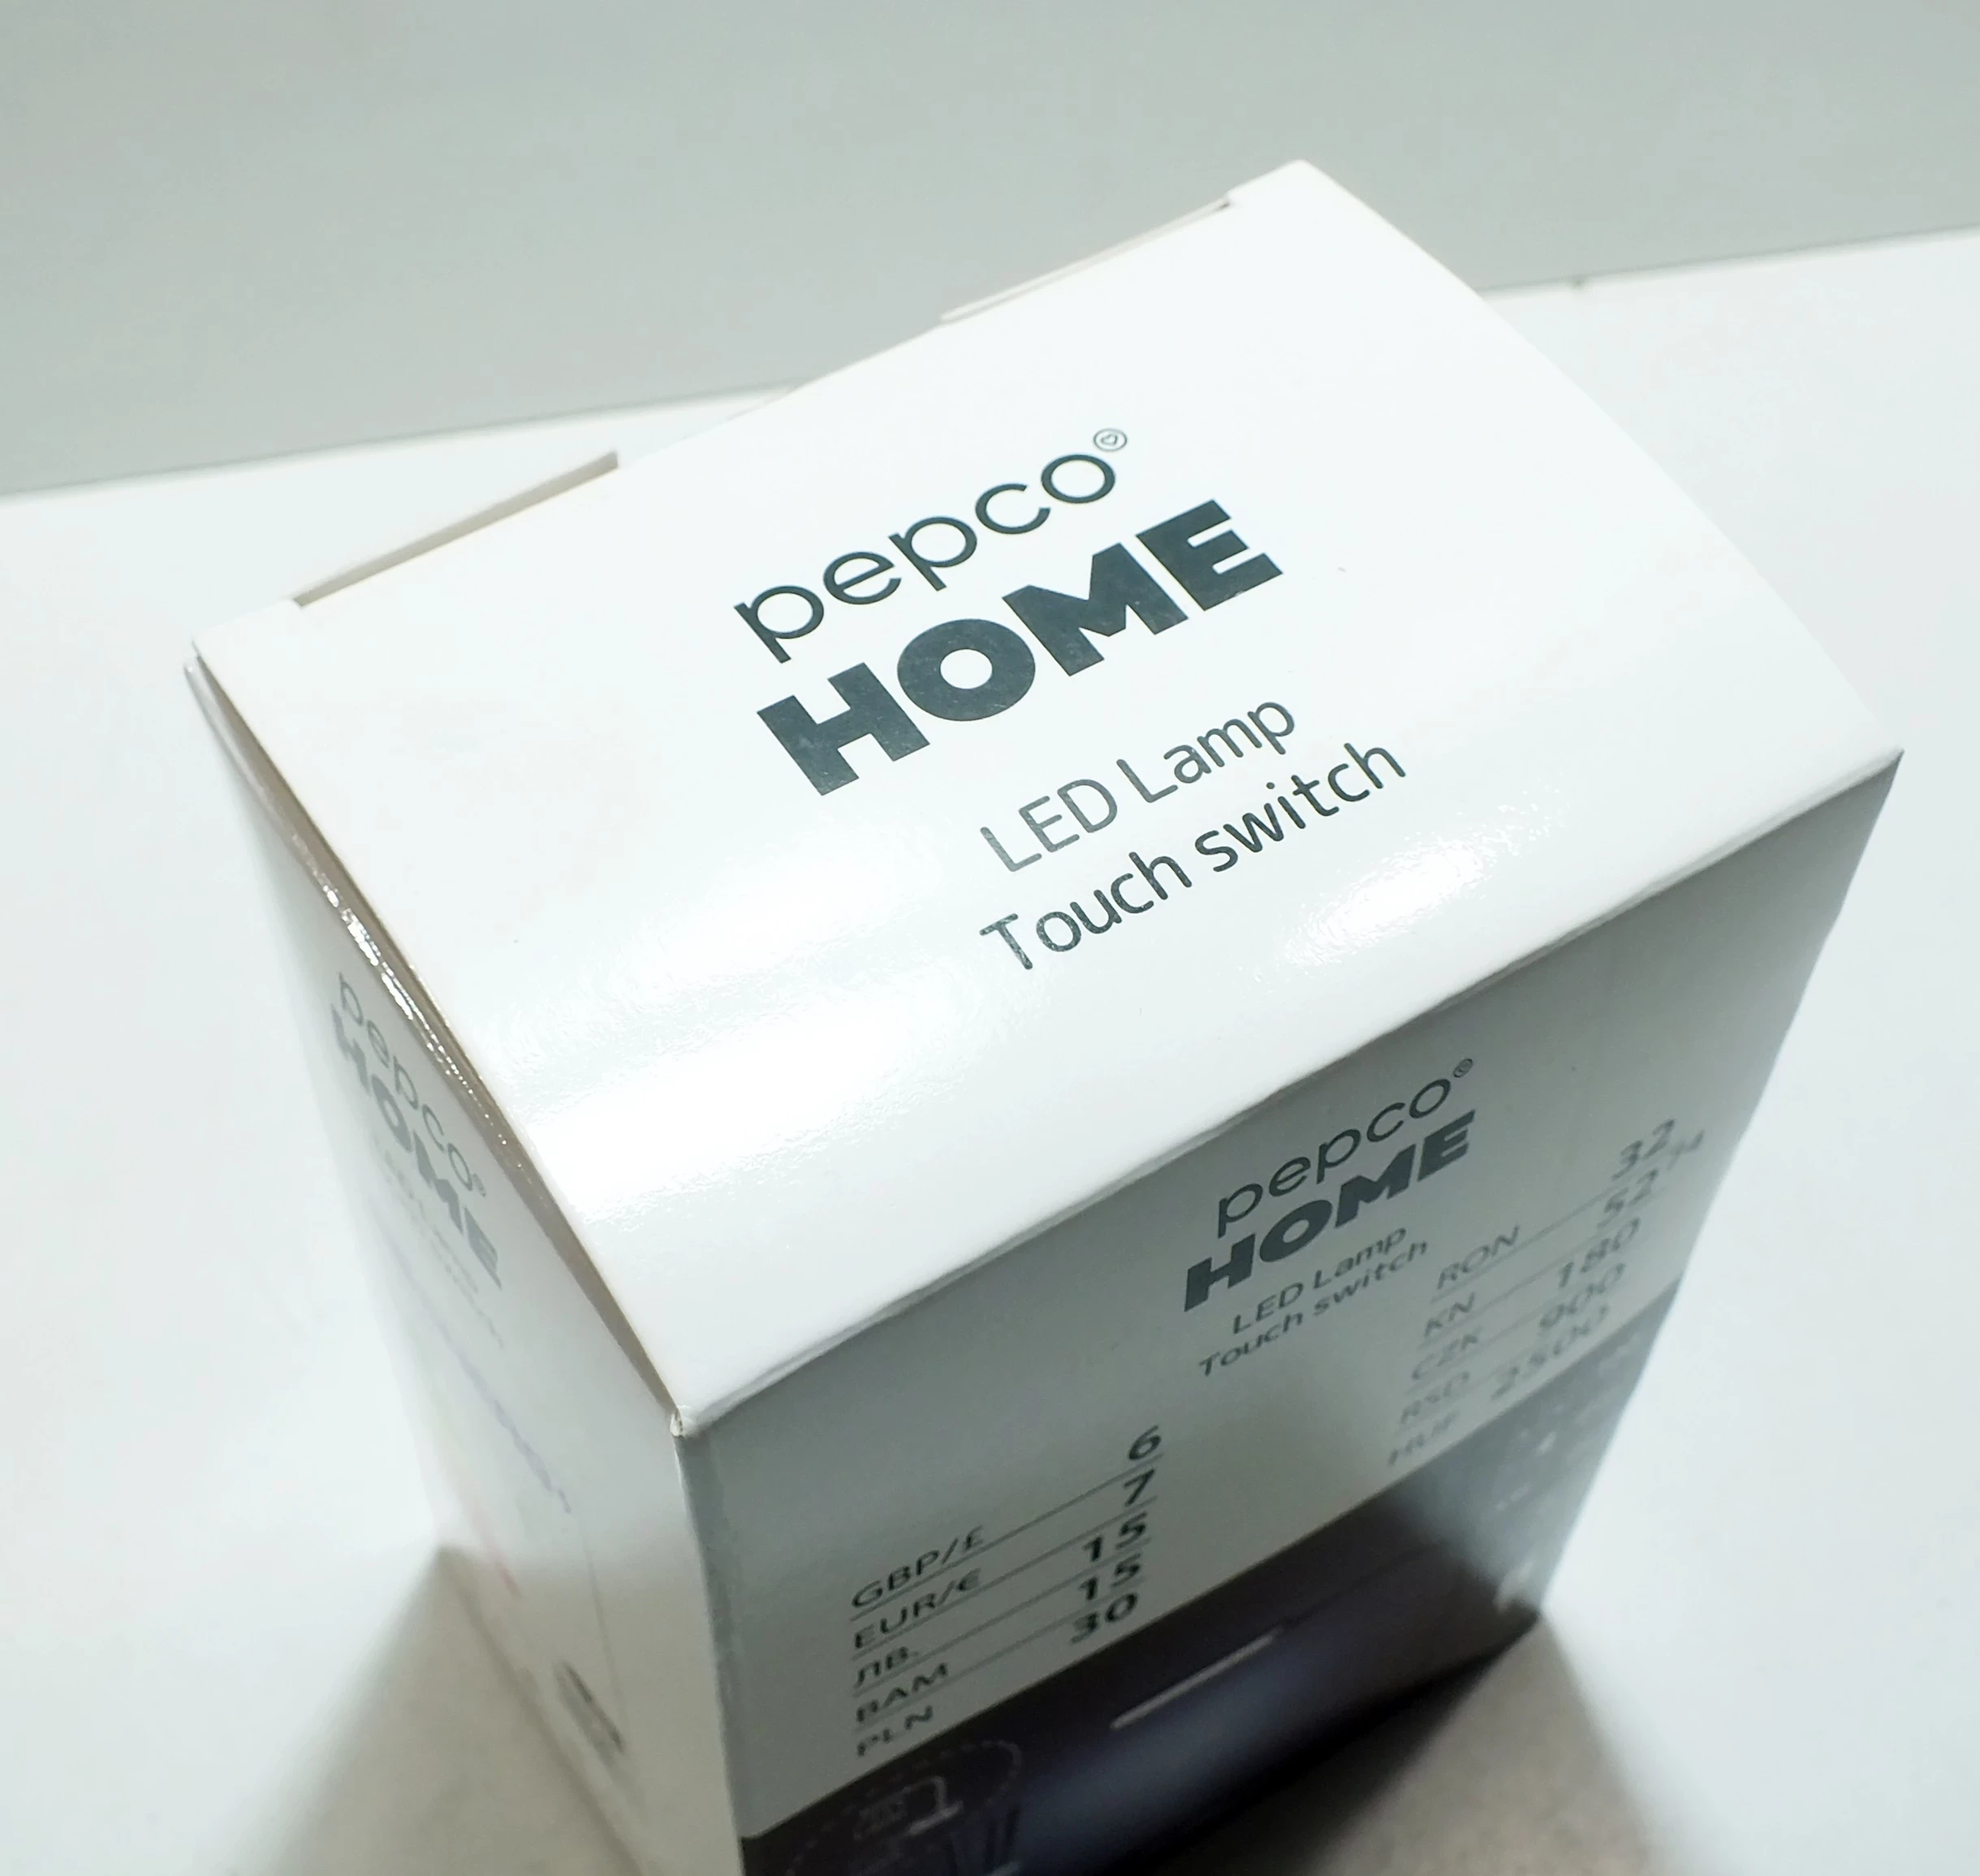 pepco®
HOME
LED Lamp
Touch switch
pepco®
HOME
pepco®
HOME
LED Lamp
Touch switch
GBP/£ 6
EUR/€ 7
лв. 15
BAM 15
PLN 30
RON 32
KN 52
CZK 180
RSD 900
HUF 2500